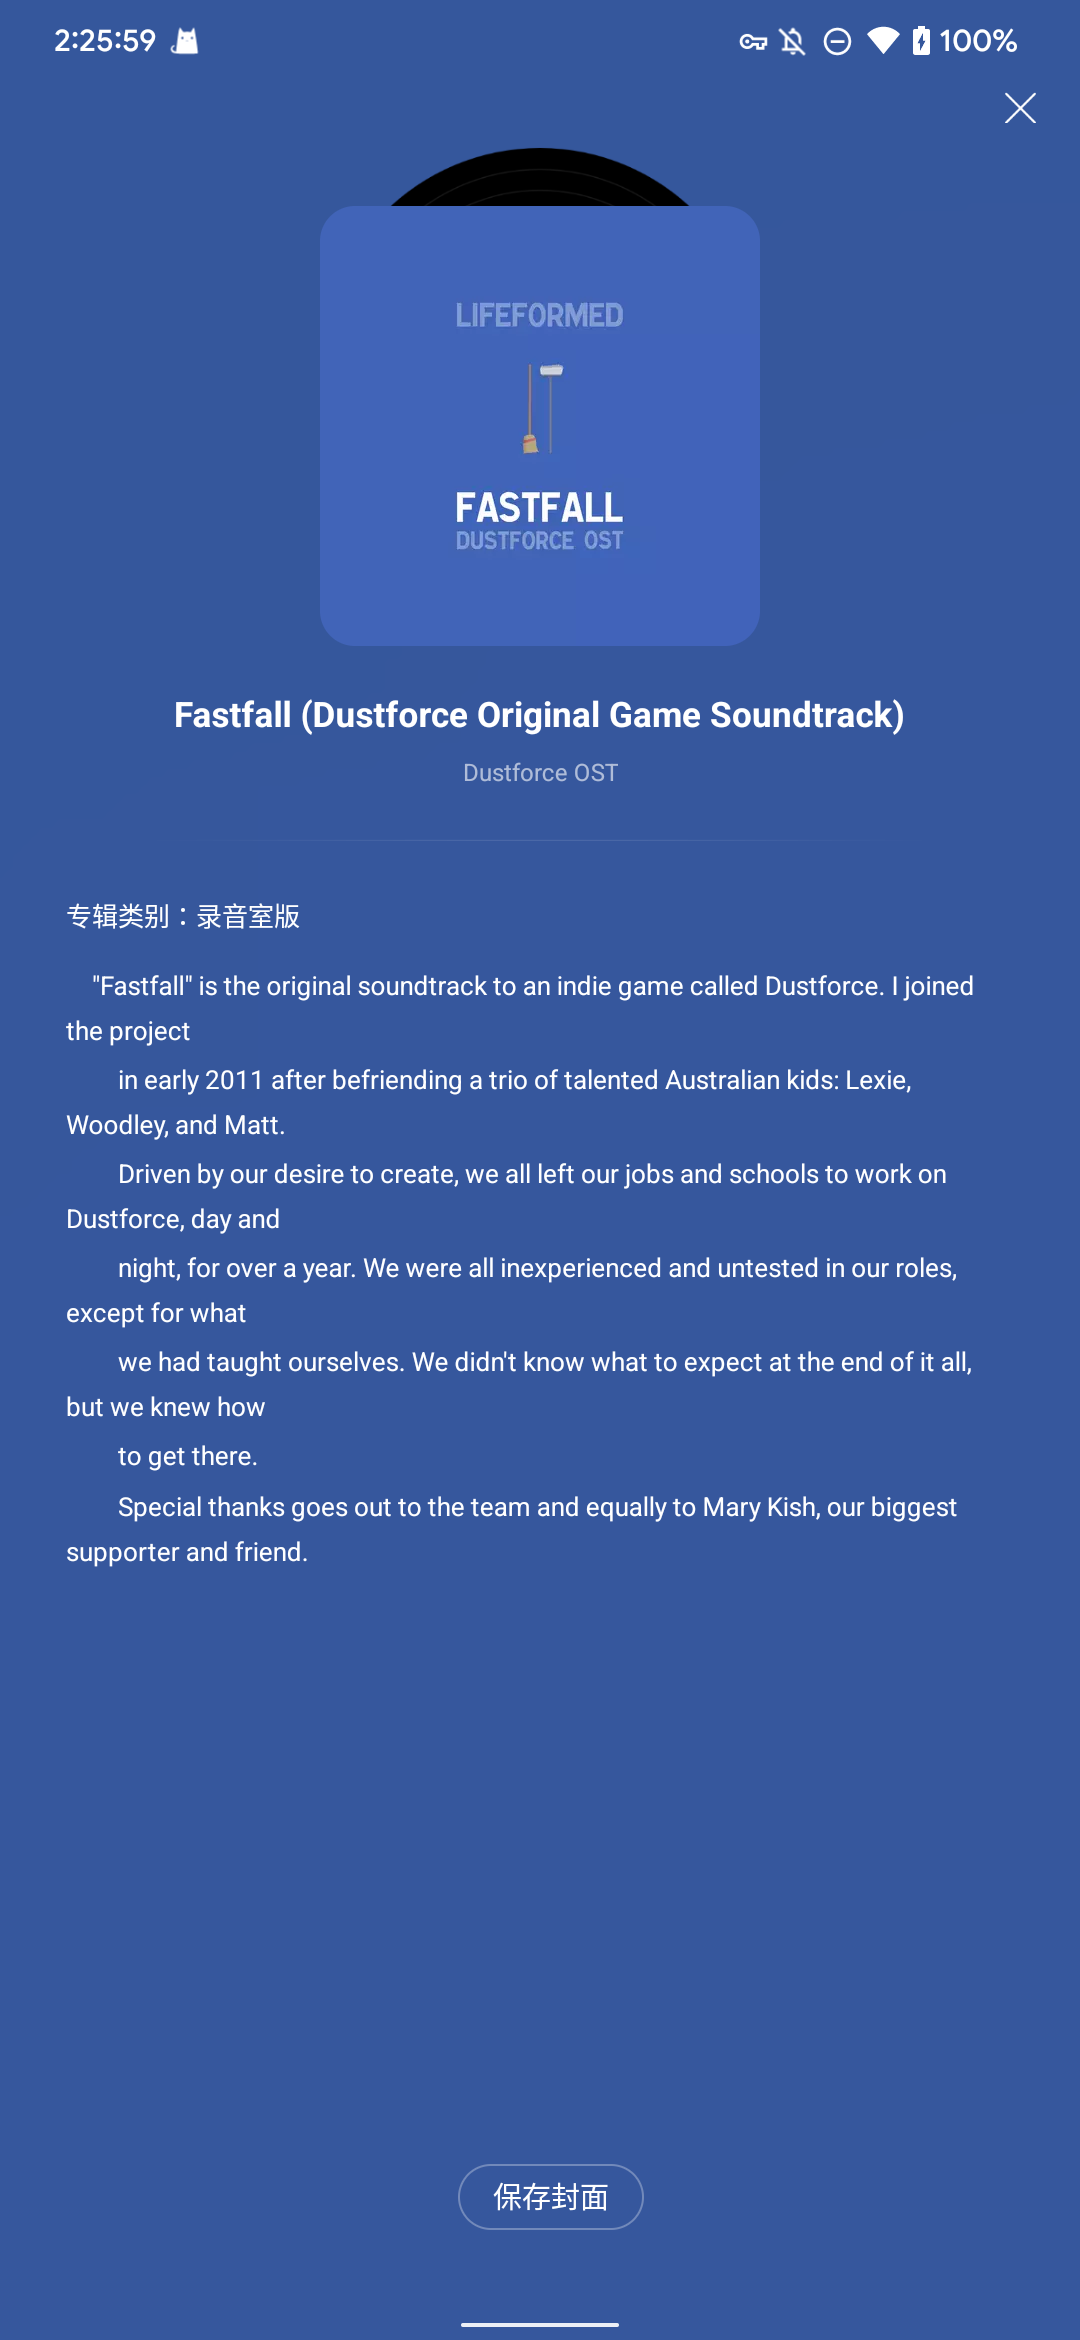 2:25:59
100%
LIFEFORMED
FASTFALL
DUSTFORCE OST
Fastfall (Dustforce Original Game Soundtrack)
Dustforce OST
专辑类别：录音室版
"Fastfall" is the original soundtrack to an indie game called Dustforce. I joined
the project
in early 2011 after befriending a trio of talented Australian kids: Lexie,
Woodley, and Matt.
Driven by our desire to create, we all left our jobs and schools to work on
Dustforce, day and
night, for over a year. We were all inexperienced and untested in our roles,
except for what
we had taught ourselves. We didn't know what to expect at the end of it all,
but we knew how
to get there.
Special thanks goes out to the team and equally to Mary Kish, our biggest
supporter and friend.
保存封面